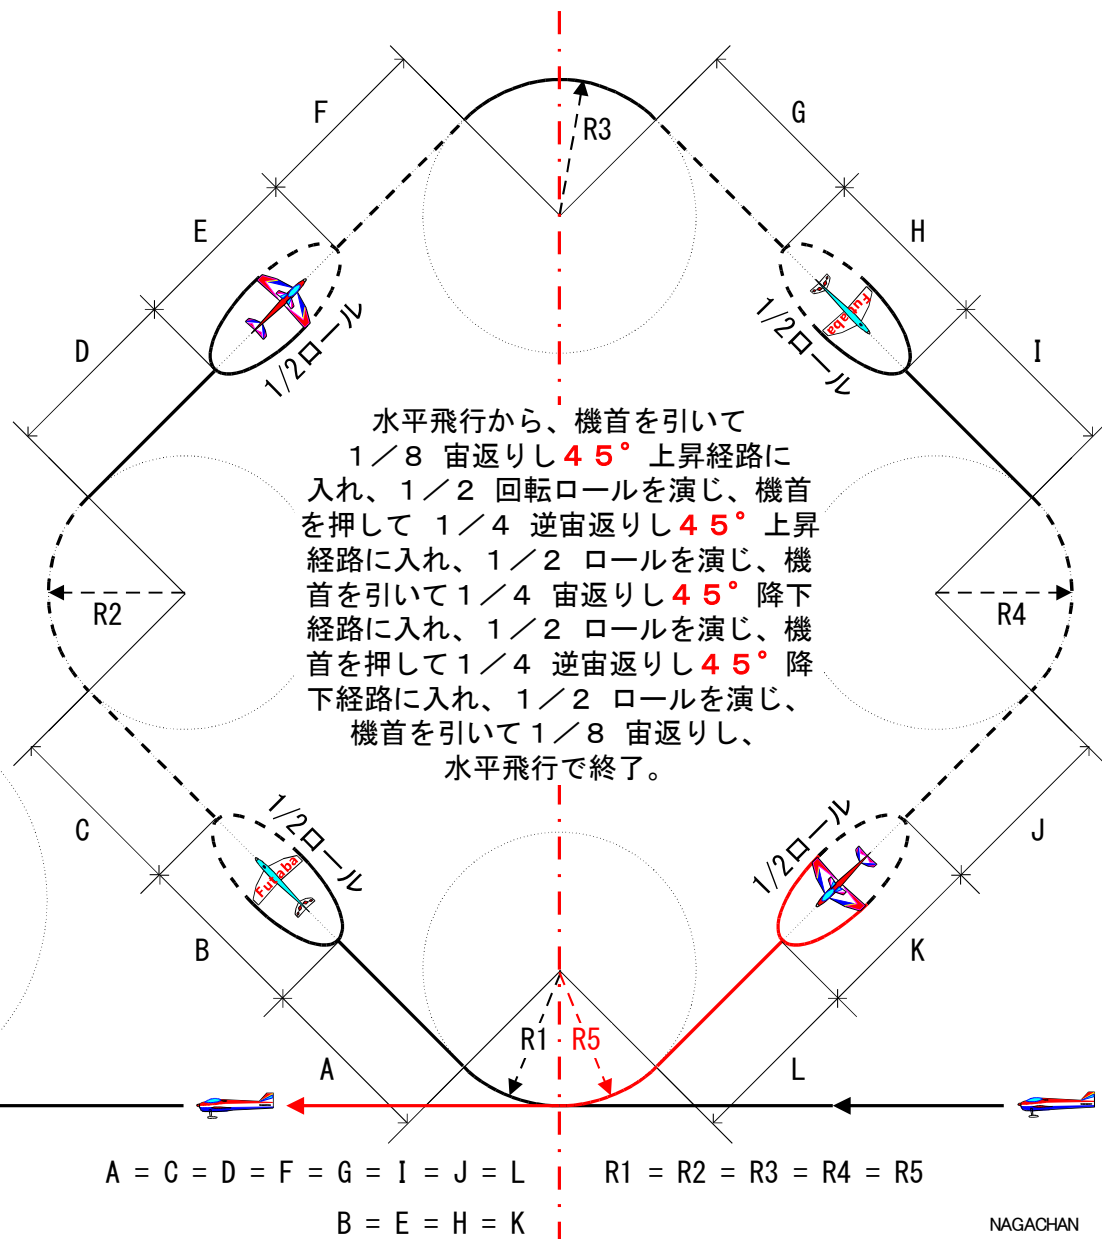 F
G
R3
E
H
D
I
1/2ロール
1/2ロール
Futaba
水平飛行から、機首を引いて
1／8 宙返りし４５°上昇経路に
入れ、1／2 回転ロールを演じ、機首
を押して 1／4 逆宙返りし４５°上昇
経路に入れ、1／2 ロールを演じ、機
首を引いて1／4 宙返りし４５°降下
経路に入れ、1／2 ロールを演じ、機
首を押して1／4 逆宙返りし４５°降
下経路に入れ、1／2 ロールを演じ、
機首を引いて1／8 宙返りし、
水平飛行で終了。
R2
R4
1/2ロール
1/2ロール
Futaba
C
J
B
K
R1
R5
A
L
A = C = D = F = G = I = J = L
R1 = R2 = R3 = R4 = R5
B = E = H = K
NAGACHAN